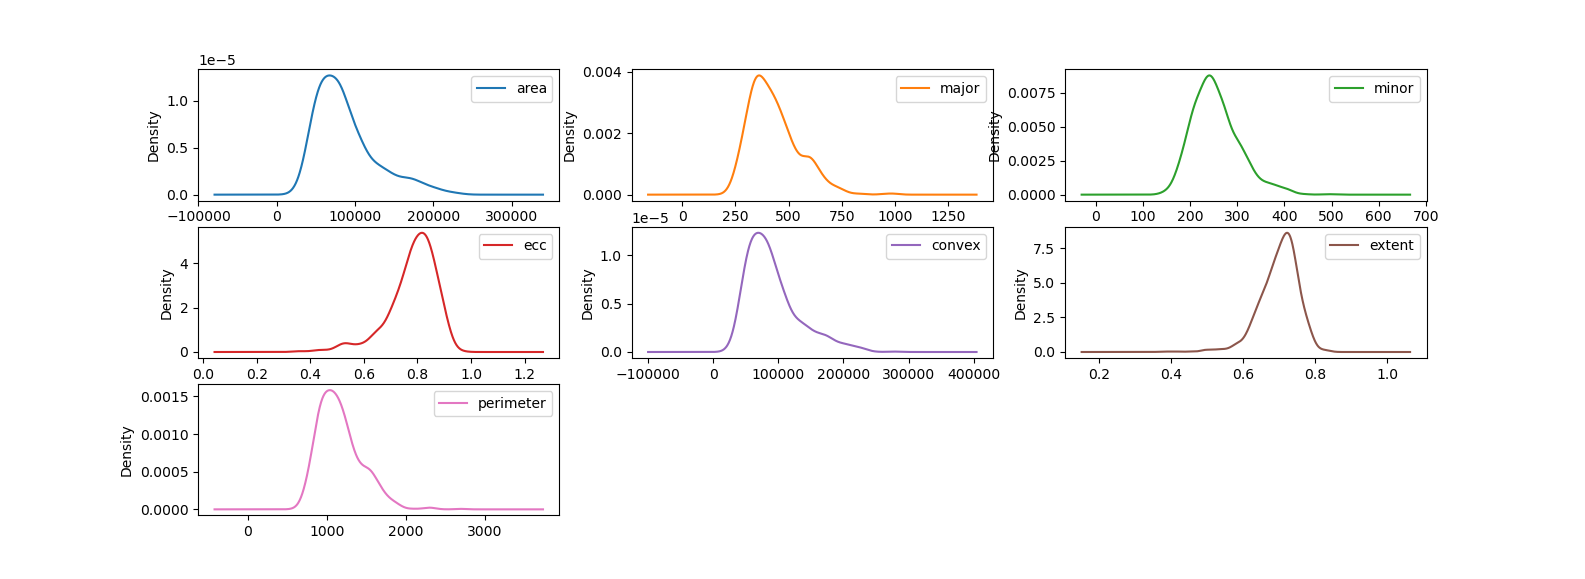 1e−5
Density
1.0
0.5
0.0
area
−100000 0 100000 200000 300000
Density
0.004
0.002
0.000
major
0 250 500 750 1000 1250
Density
0.0075
0.0050
0.0025
0.0000
minor
0 100 200 300 400 500 600 700
Density
4
2
0
ecc
0.0 0.2 0.4 0.6 0.8 1.0 1.2
1e−5
Density
1.0
0.5
0.0
convex
−100000 0 100000 200000 300000 400000
Density
7.5
5.0
2.5
0.0
extent
0.2 0.4 0.6 0.8 1.0
Density
0.0015
0.0010
0.0005
0.0000
perimeter
0 1000 2000 3000